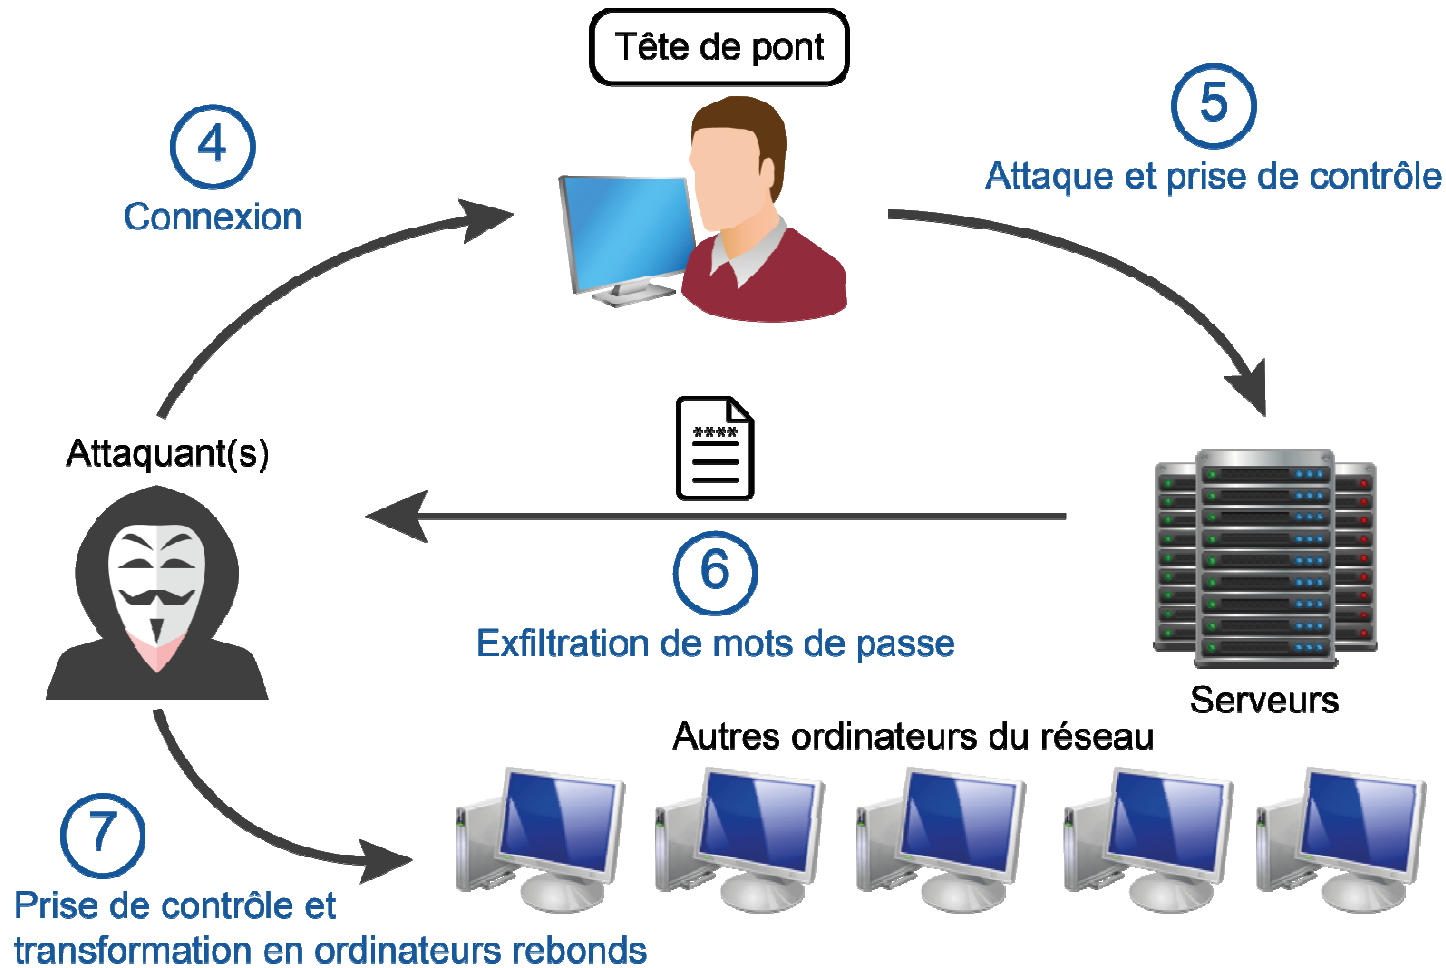 Tête de pont
4
Connexion
5
Attaque et prise de contrôle
Attaquant(s)
****
6
Exfiltration de mots de passe
Serveurs
Autres ordinateurs du réseau
7
Prise de contrôle et
transformation en ordinateurs rebonds